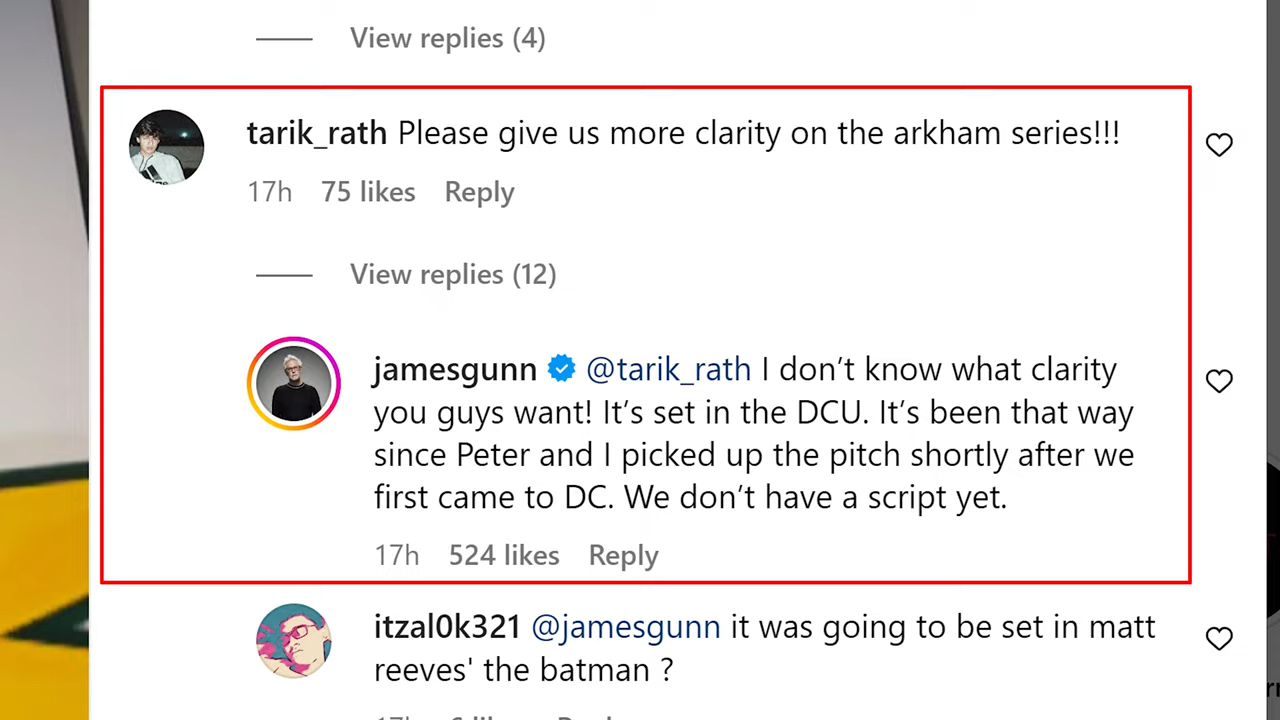 View replies (4)
tarik_rath Please give us more clarity on the arkham series!!!
17h 75 likes Reply
View replies (12)
jamesgunn @tarik_rath I don’t know what clarity
you guys want! It’s set in the DCU. It’s been that way
since Peter and I picked up the pitch shortly after we
first came to DC. We don’t have a script yet.
17h 524 likes Reply
itzal0k321 @jamesgunn it was going to be set in matt
reeves' the batman ?